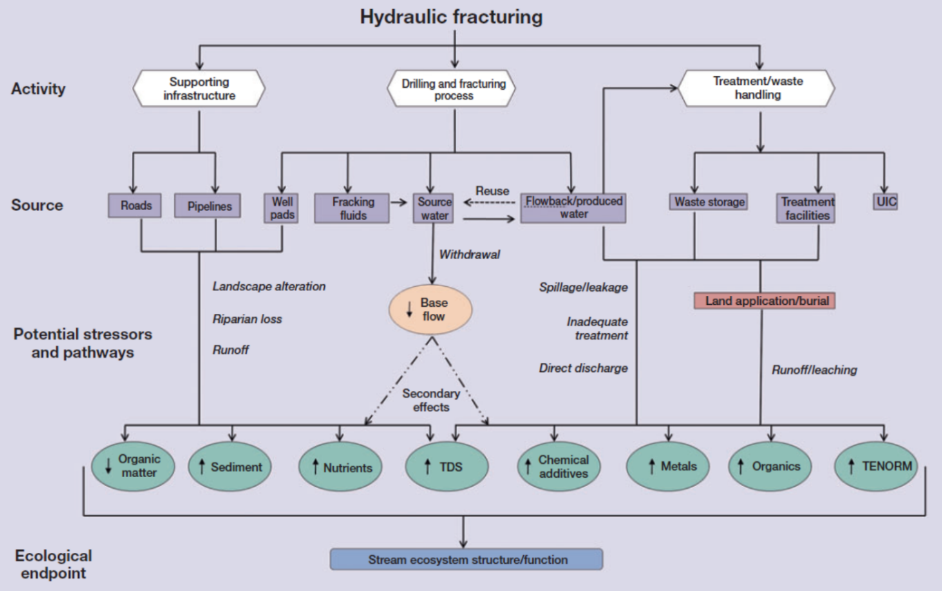 Hydraulic fracturing
Activity
Supporting
infrastructure
Drilling and fracturing
process
Treatment/waste
handling
Source
Roads
Pipelines
Well
pads
Fracking
fluids
Source
water
Reuse
Flowback/produced
water
Waste storage
Treatment
facilities
UIC
Withdrawal
Potential stressors
and pathways
Landscape alteration
Riparian loss
Runoff
↓ Base
flow
Secondary
effects
Spillage/leakage
Inadequate
treatment
Direct discharge
Land application/burial
Runoff/leaching
↓ Organic
matter
↑ Sediment
↑ Nutrients
↑ TDS
↑ Chemical
additives
↑ Metals
↑ Organics
↑ TENORM
Ecological
endpoint
Stream ecosystem structure/function